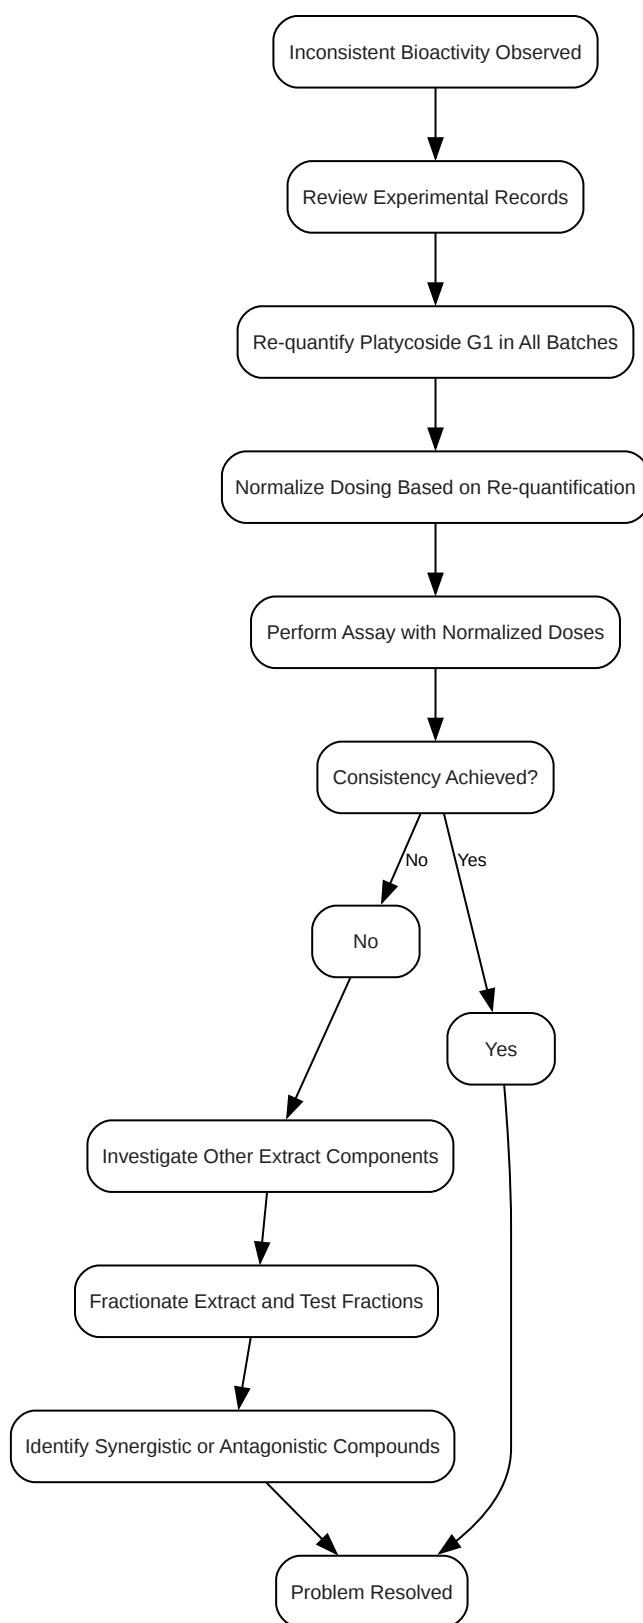 Inconsistent Bioactivity Observed
Review Experimental Records
Re-quantify Platycoside G1 in All Batches
Normalize Dosing Based on Re-quantification
Perform Assay with Normalized Doses
Consistency Achieved?
No
Yes
No
Yes
Investigate Other Extract Components
Fractionate Extract and Test Fractions
Identify Synergistic or Antagonistic Compounds
Problem Resolved